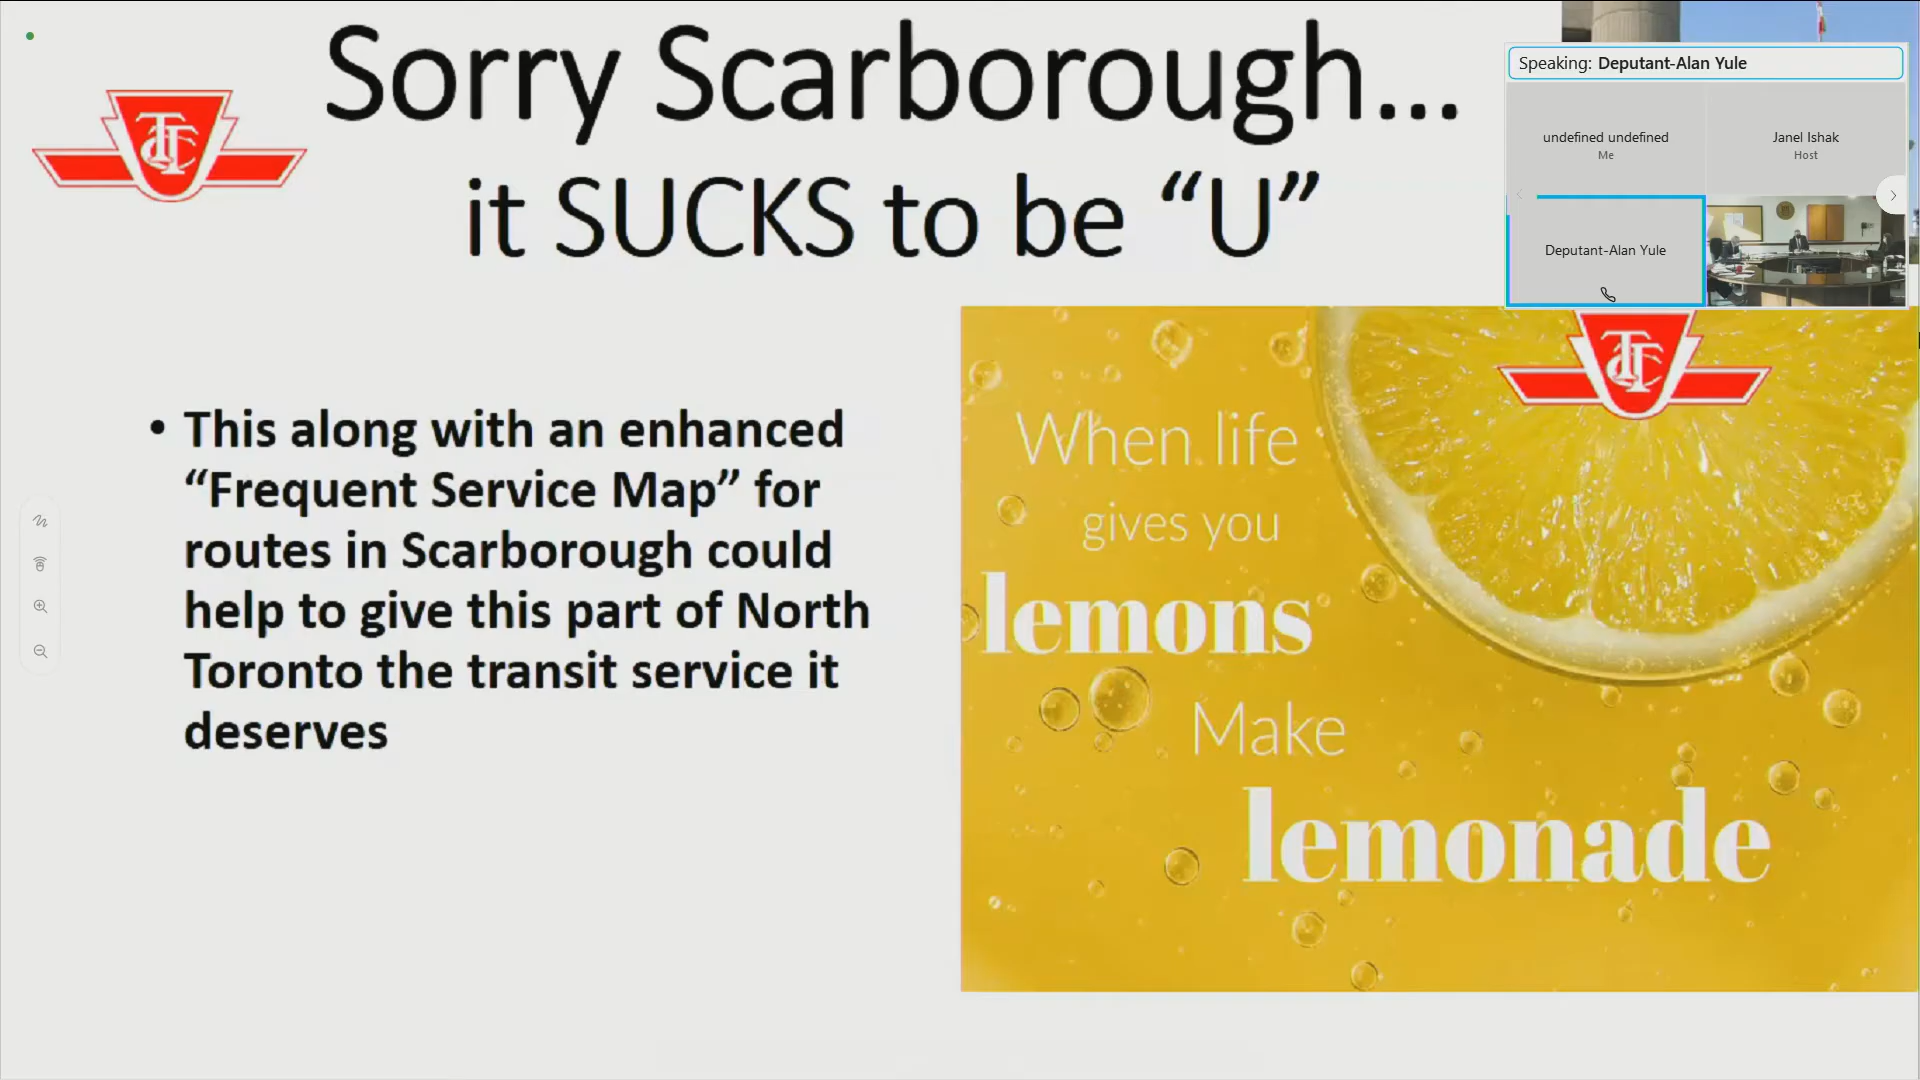 Sorry Scarborough...
it SUCKS to be “U”
TTC
Speaking: Deputant-Alan Yule
undefined undefined
Me
Janel Ishak
Host
Deputant-Alan Yule
• This along with an enhanced
“Frequent Service Map” for
routes in Scarborough could
help to give this part of North
Toronto the transit service it
deserves
TTC
When life
gives you
lemons
Make
lemonade